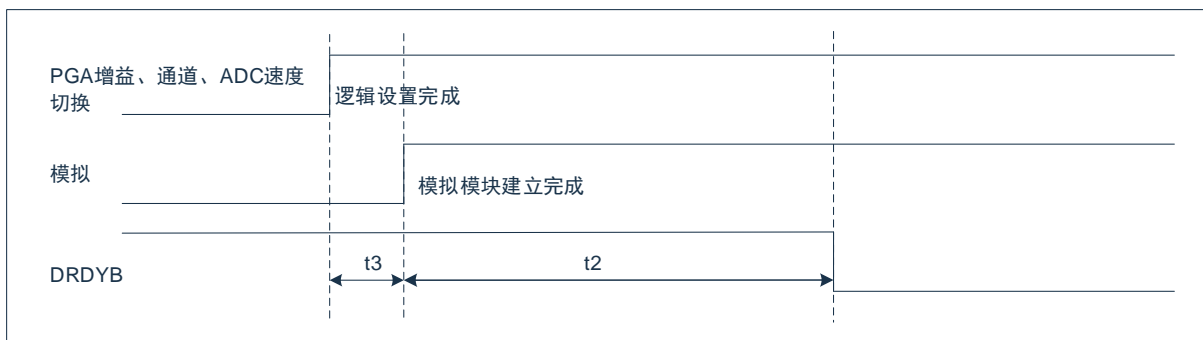 PGA增益、通道、ADC速度
切换
逻辑设置完成
模拟
模拟模块建立完成
t3
t2
DRDYB